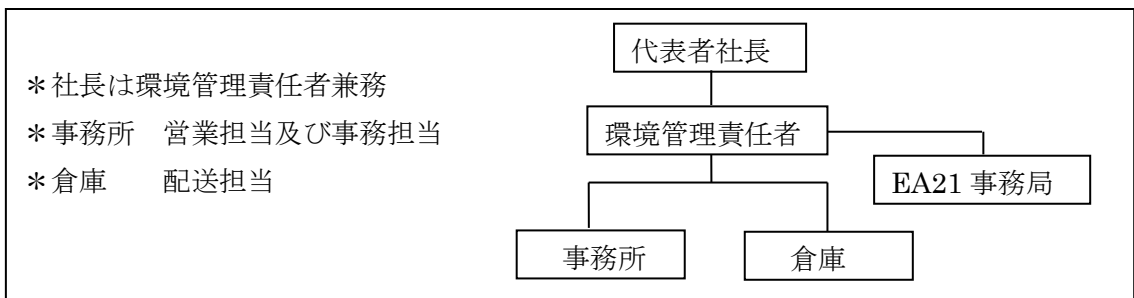 代表者社長
＊社長は環境管理責任者兼務
＊事務所　営業担当及び事務担当
環境管理責任者
＊倉庫　　配送担当
EA21 事務局
事務所
倉庫